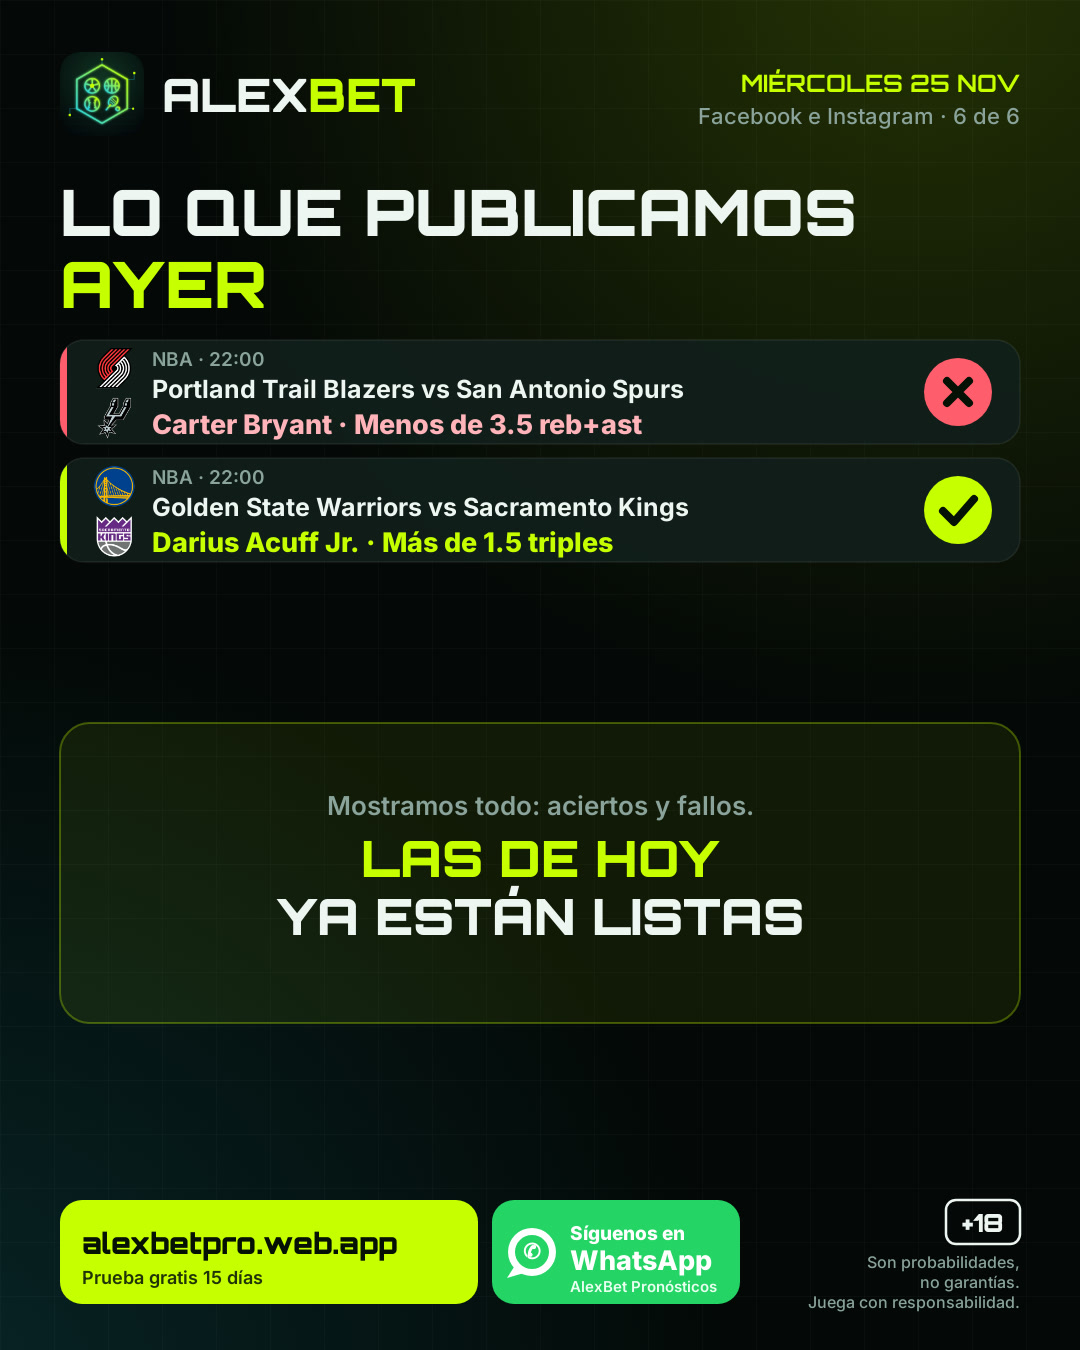 ALEXBET
MIÉRCOLES 25 NOV
Facebook e Instagram · 6 de 6
LO QUE PUBLICAMOS
AYER
NBA · 22:00
Portland Trail Blazers vs San Antonio Spurs
Carter Bryant · Menos de 3.5 reb+ast
NBA · 22:00
Golden State Warriors vs Sacramento Kings
SACRAMENTO
KINGS
Darius Acuff Jr. · Más de 1.5 triples
Mostramos todo: aciertos y fallos.
LAS DE HOY
YA ESTÁN LISTAS
alexbetpro.web.app
Prueba gratis 15 días
Síguenos en
WhatsApp
AlexBet Pronósticos
+18
Son probabilidades,
no garantías.
Juega con responsabilidad.